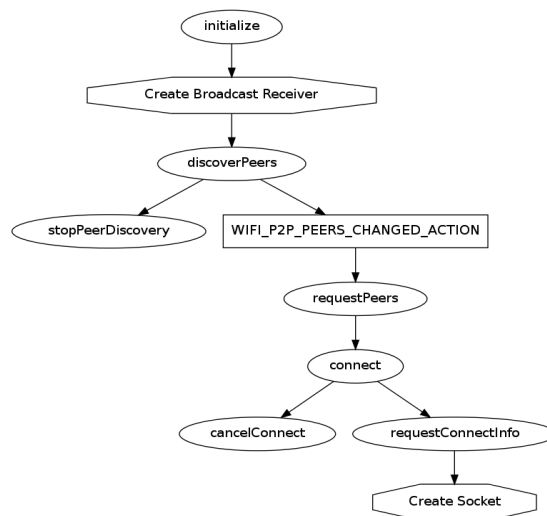 initialize
Create Broadcast Receiver
discoverPeers
stopPeerDiscovery
WIFI_P2P_PEERS_CHANGED_ACTION
requestPeers
connect
cancelConnect
requestConnectInfo
Create Socket